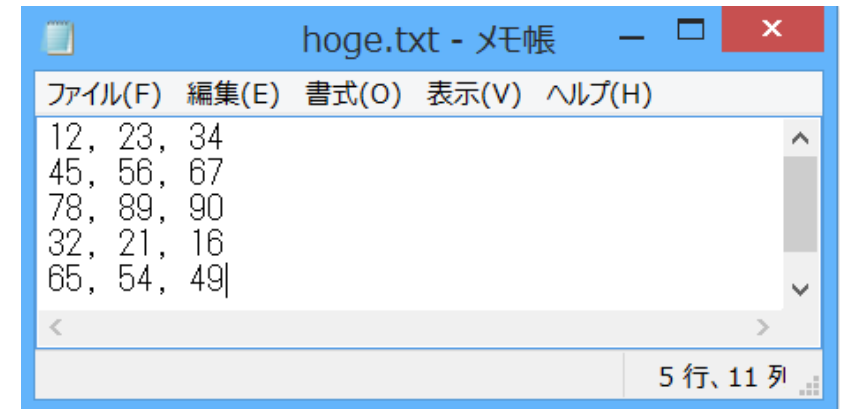 hoge.txt - メモ帳
ファイル(F) 編集(E) 書式(O) 表示(V) ヘルプ(H)
12, 23, 34
45, 56, 67
78, 89, 90
32, 21, 16
65, 54, 49
5 行、11 列